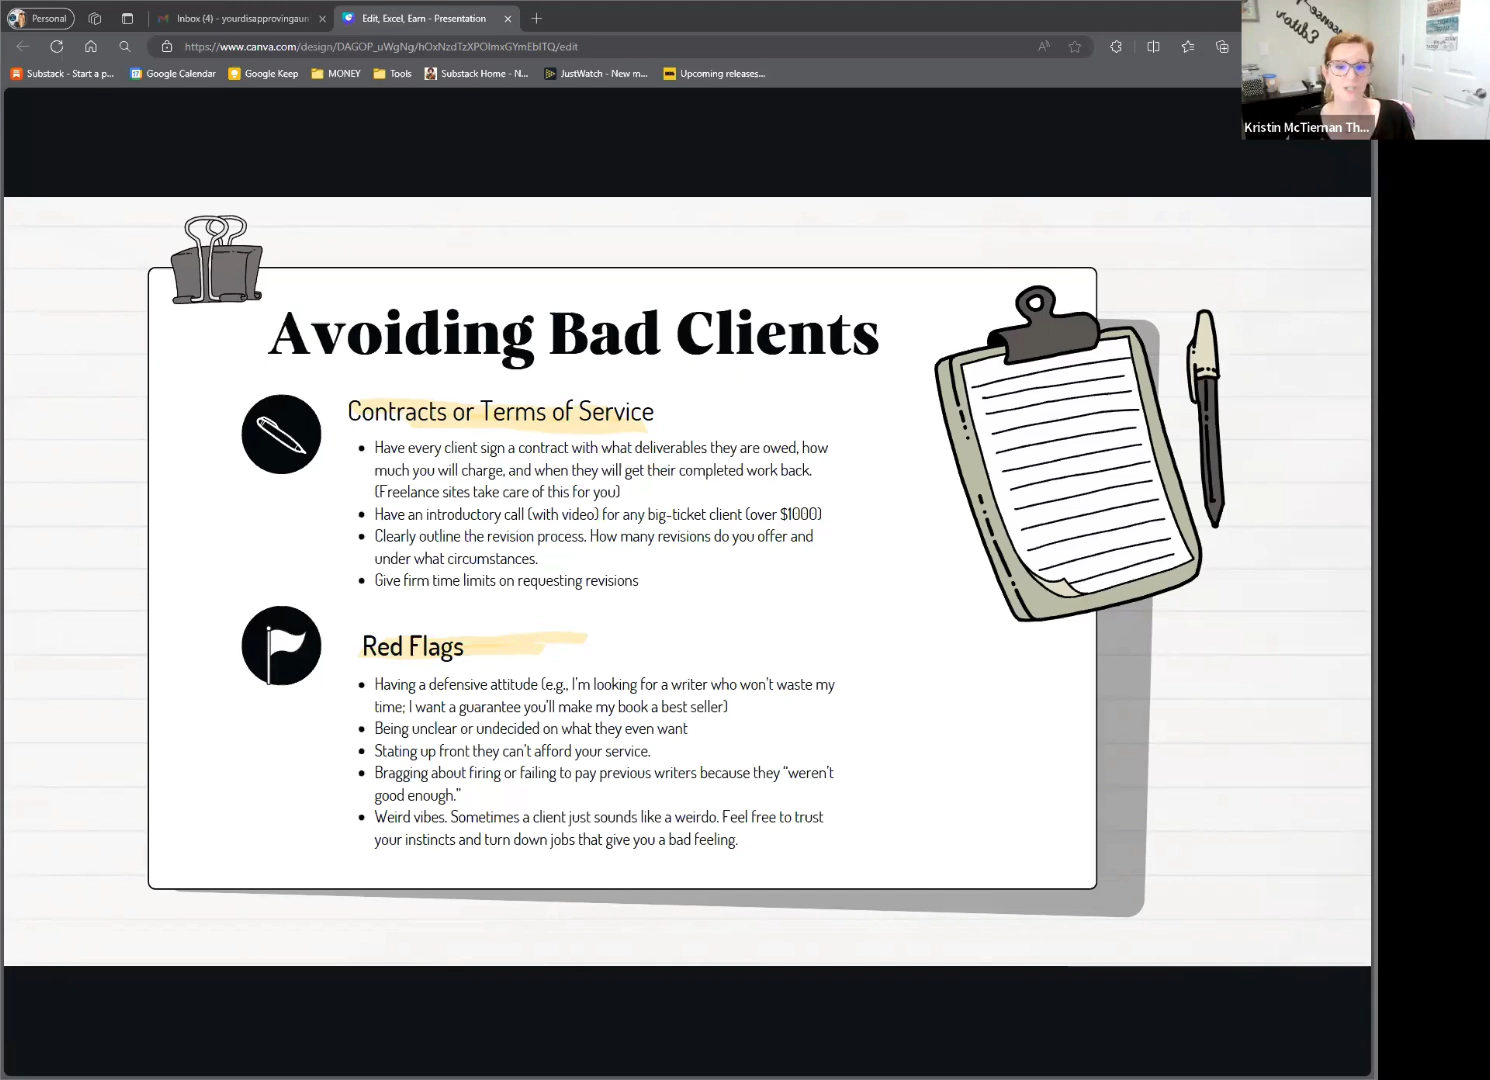 Personal
Inbox (4) - yourdisapprovingaun
Edit, Excel, Earn - Presentation
https://www.canva.com/design/DAGOP_uWgNg/hOxNzdTzXPOImxGYmEbITQ/edit
Substack - Start a p...
Google Calendar
Google Keep
MONEY
Tools
Substack Home - N...
JustWatch - New m...
Upcoming releases...
Editor
Kristin McTiernan Th...
Avoiding Bad Clients
Contracts or Terms of Service
• Have every client sign a contract with what deliverables they are owed, how
much you will charge, and when they will get their completed work back.
(Freelance sites take care of this for you)
• Have an introductory call (with video) for any big-ticket client (over $1000)
• Clearly outline the revision process. How many revisions do you offer and
under what circumstances.
• Give firm time limits on requesting revisions
Red Flags
• Having a defensive attitude (e.g., I'm looking for a writer who won't waste my
time; I want a guarantee you'll make my book a best seller)
• Being unclear or undecided on what they even want
• Stating up front they can't afford your service.
• Bragging about firing or failing to pay previous writers because they “weren't
good enough.”
• Weird vibes. Sometimes a client just sounds like a weirdo. Feel free to trust
your instincts and turn down jobs that give you a bad feeling.